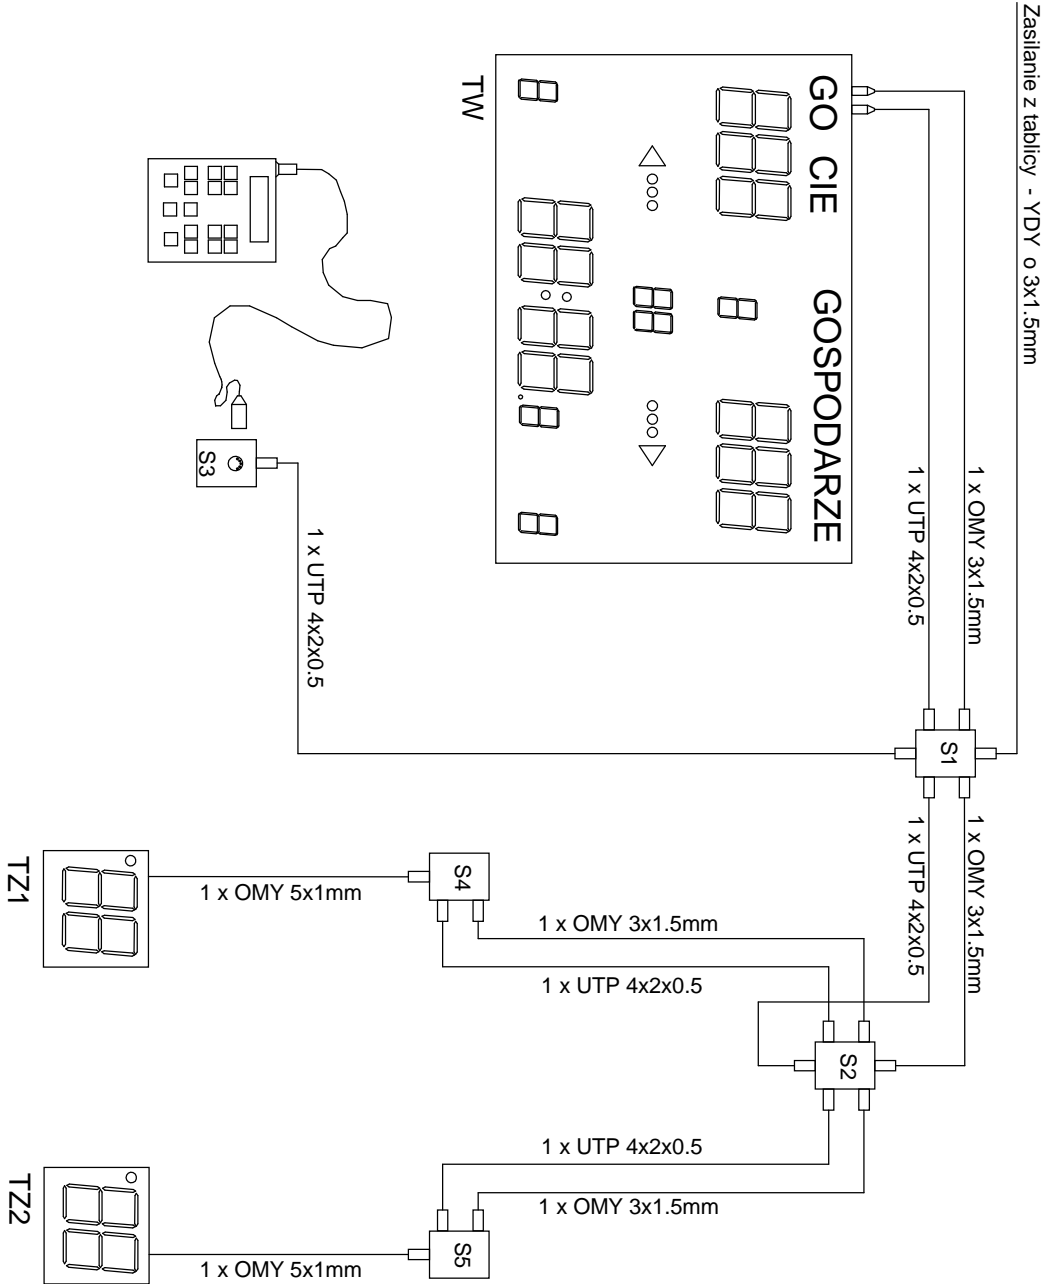 Zasilanie z tablicy - YDY o 3x1.5mm
GO CIE
GOSPODARZE
TW
1 x OMY 3x1.5mm
1 x UTP 4x2x0.5
S3
1 x UTP 4x2x0.5
S1
1 x OMY 3x1.5mm
1 x UTP 4x2x0.5
TZ1
1 x OMY 5x1mm
S4
1 x OMY 3x1.5mm
1 x UTP 4x2x0.5
S2
1 x UTP 4x2x0.5
1 x OMY 3x1.5mm
TZ2
1 x OMY 5x1mm
S5